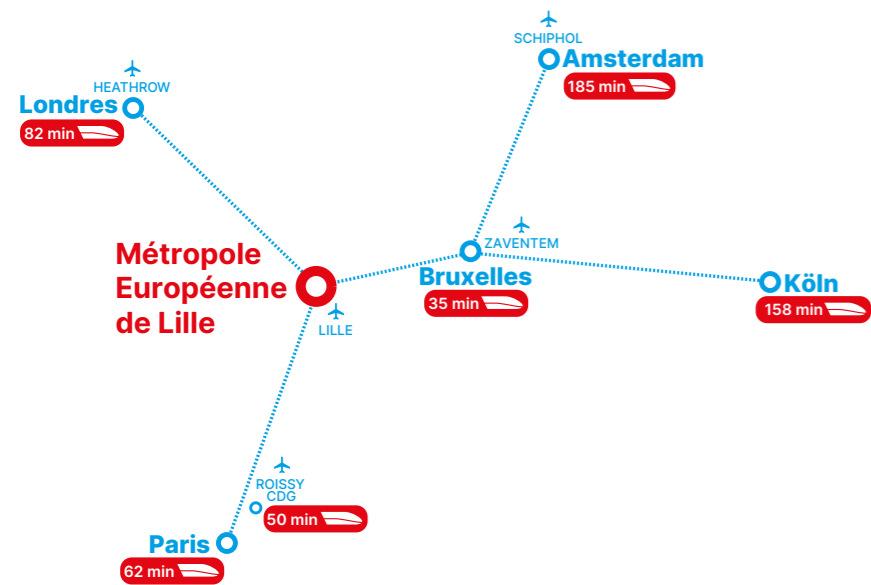 SCHIPHOL
Amsterdam
185 min
HEATHROW
Londres
82 min
ZAVENTEM
Bruxelles
35 min
Köln
158 min
Métropole
Européenne
de Lille
LILLE
ROISSY
CDG
50 min
Paris
62 min